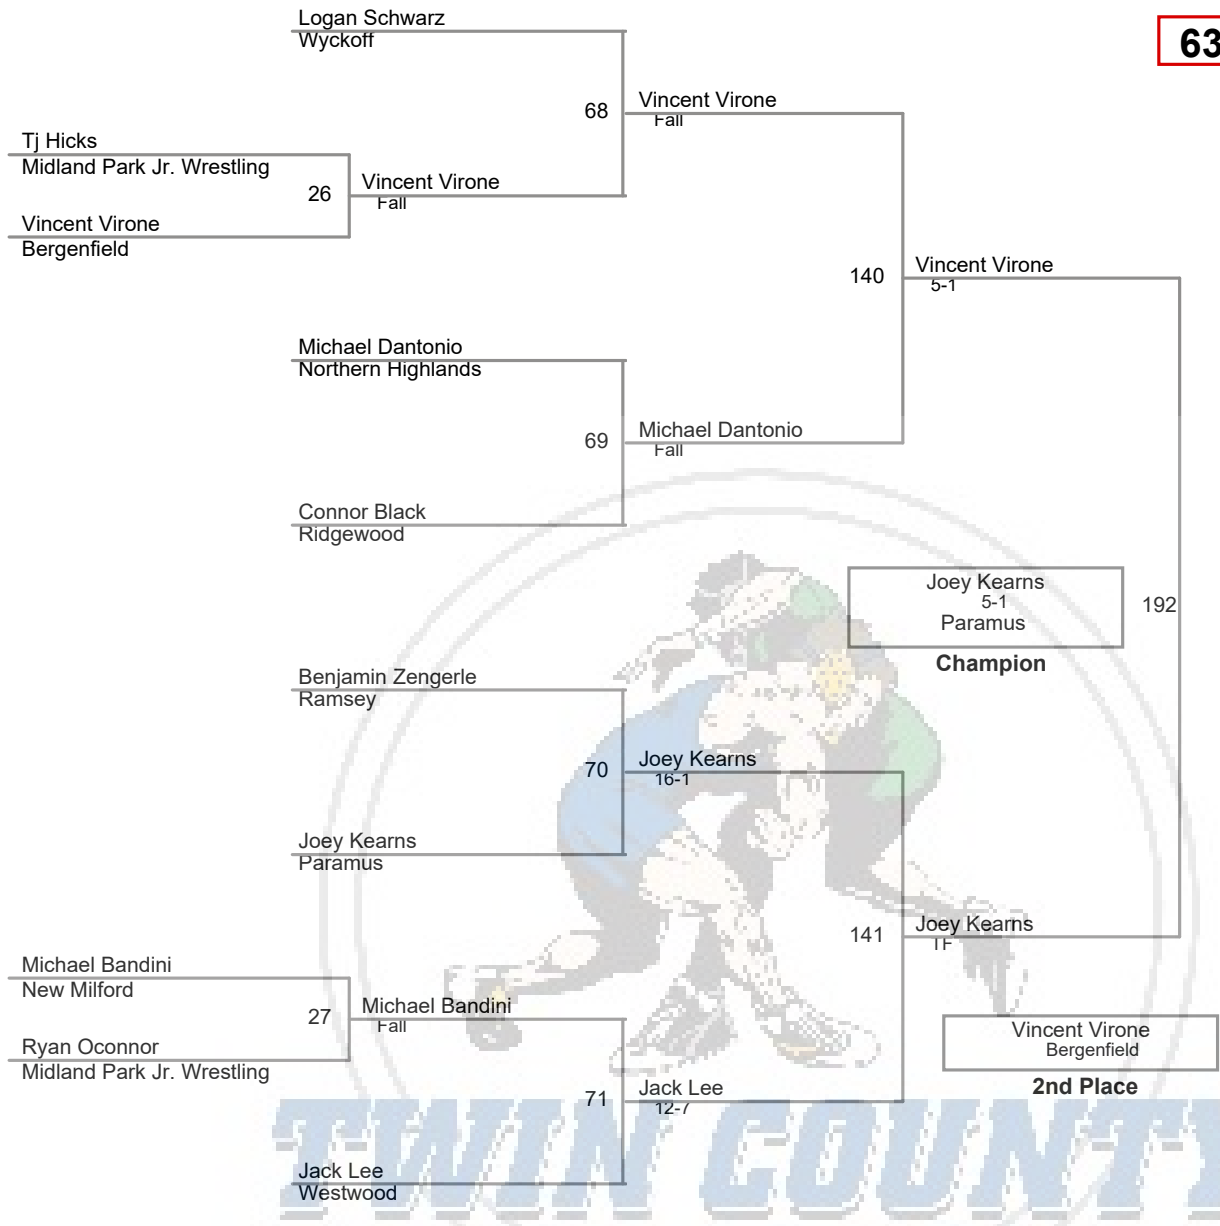 Logan Schwarz
Wyckoff
63
68
Vincent Virone
Fall
Tj Hicks
Midland Park Jr. Wrestling
26
Vincent Virone
Fall
Vincent Virone
Bergenfield
140
Vincent Virone
5-1
Michael Dantonio
Northern Highlands
69
Michael Dantonio
Fall
Connor Black
Ridgewood
Joey Kearns
5-1
Paramus
192
Champion
Benjamin Zengerle
Ramsey
70
Joey Kearns
16-1
Joey Kearns
Paramus
141
Joey Kearns
TF
Michael Bandini
New Milford
27
Michael Bandini
Fall
Ryan Oconnor
Midland Park Jr. Wrestling
Vincent Virone
Bergenfield
2nd Place
71
Jack Lee
12-7
Jack Lee
Westwood
TWIN COUNTY